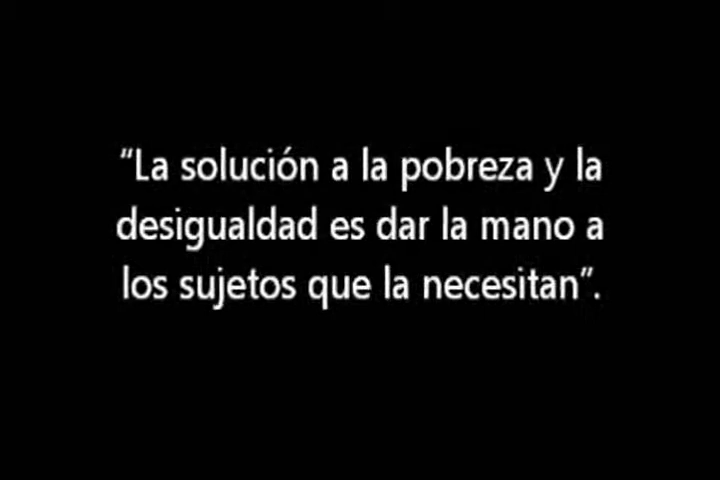 “La solución a la pobreza y la
desigualdad es dar la mano a
los sujetos que la necesitan”.